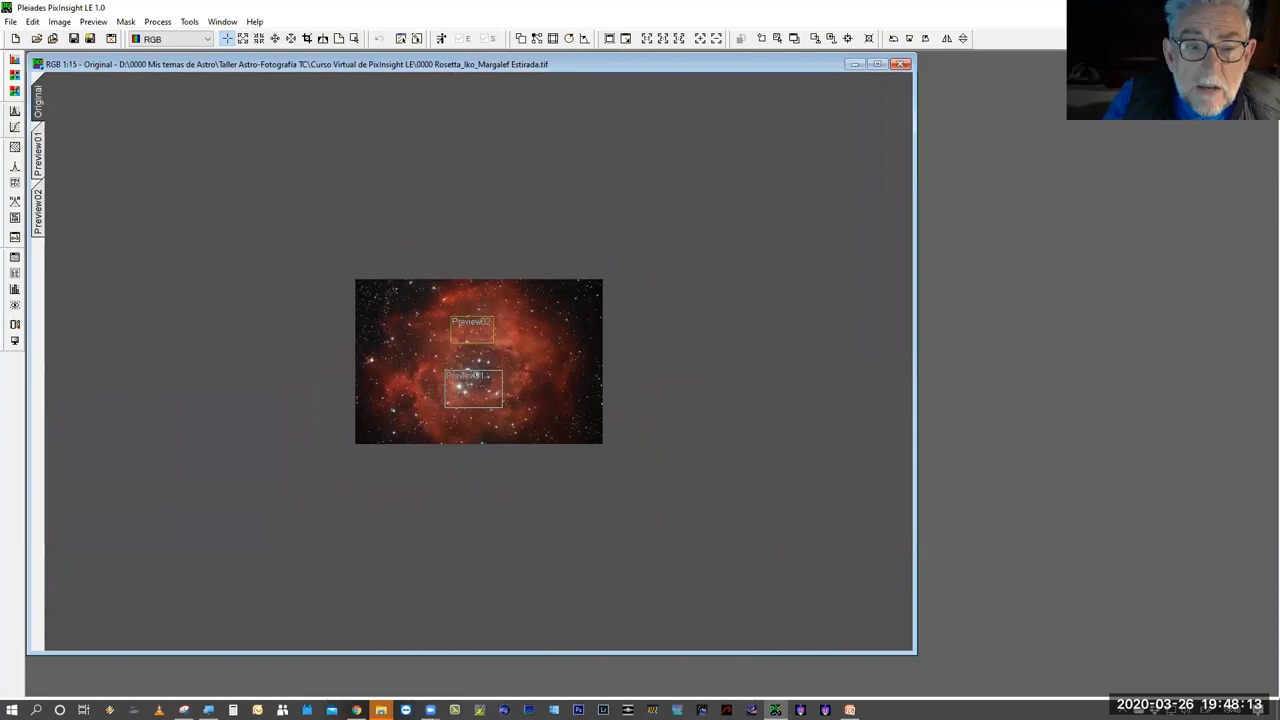 Pleiades PixInsight LE 1.0
File Edit Image Preview Mask Process Tools Window Help
RGB E S
RGB 1:15 - Original - D:\0000 Mis temas de Astro\Taller Astro-Fotografía TC\Curso Virtual de PixInsight LE\0000 Rosetta_Iko_Margalef Estirada.tif
Original
Preview01
Preview02
Preview02
Preview01
2020-03-26 19:48:13